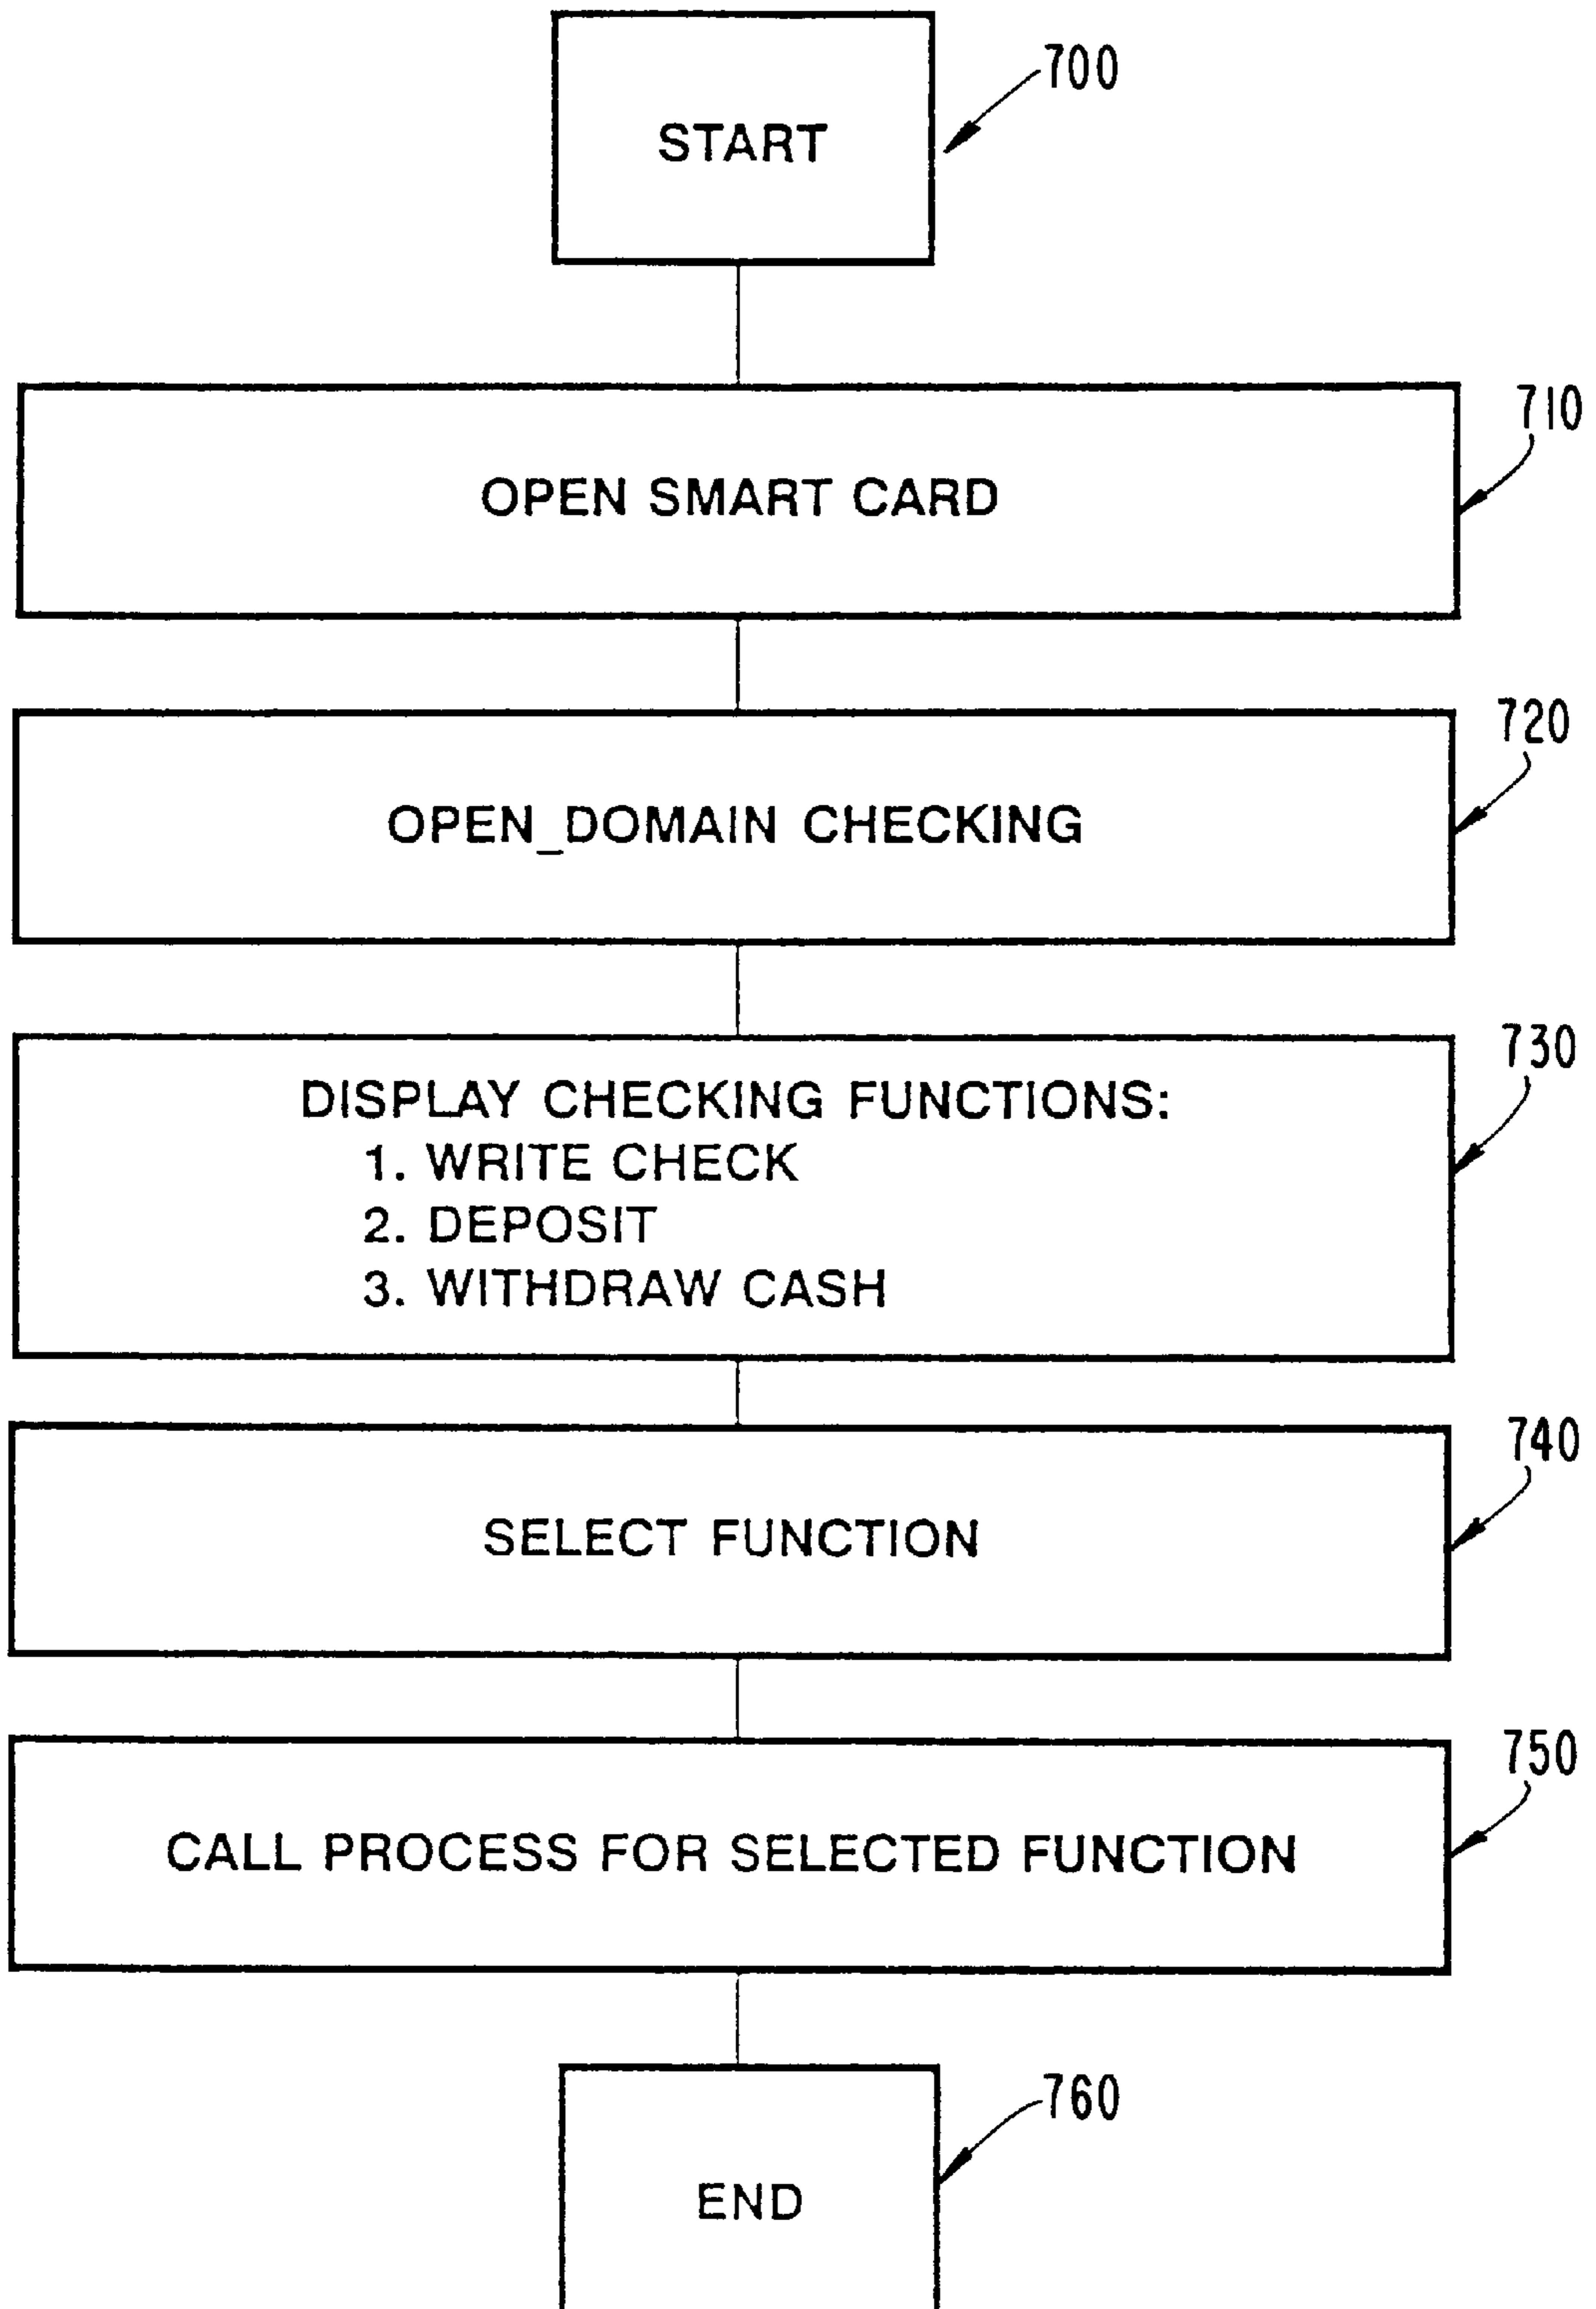 START
700
OPEN SMART CARD
710
OPEN_DOMAIN CHECKING
720
DISPLAY CHECKING FUNCTIONS:
1. WRITE CHECK
2. DEPOSIT
3. WITHDRAW CASH
730
SELECT FUNCTION
740
CALL PROCESS FOR SELECTED FUNCTION
750
END
760